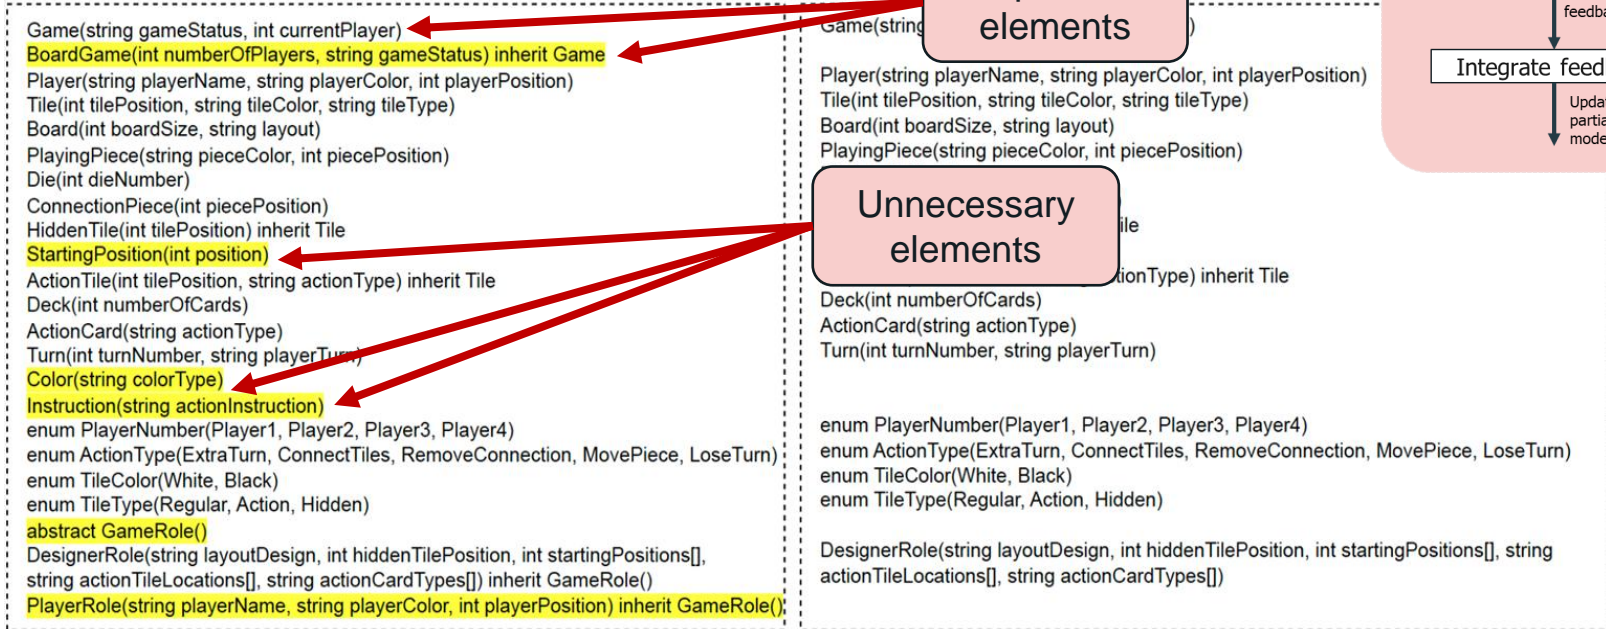 Game(string gameStatus, int currentPlayer)
BoardGame(int numberOfPlayers, string gameStatus) inherit Game
Player(string playerName, string playerColor, int playerPosition)
Tile(int tilePosition, string tileColor, string tileType)
Board(int boardSize, string layout)
PlayingPiece(string pieceColor, int piecePosition)
Die(int dieNumber)
ConnectionPiece(int piecePosition)
HiddenTile(int tilePosition) inherit Tile
StartingPosition(int position)
ActionTile(int tilePosition, string actionType) inherit Tile
Deck(int numberOfCards)
ActionCard(string actionType)
Turn(int turnNumber, string playerTurn)
Color(string colorType)
Instruction(string actionInstruction)
enum PlayerNumber(Player1, Player2, Player3, Player4)
enum ActionType(ExtraTurn, ConnectTiles, RemoveConnection, MovePiece, LoseTurn)
enum TileColor(White, Black)
enum TileType(Regular, Action, Hidden)
abstract GameRole()
DesignerRole(string layoutDesign, int hiddenTilePosition, int startingPositions[],
string actionTileLocations[], string actionCardTypes[]) inherit GameRole()
PlayerRole(string playerName, string playerColor, int playerPosition) inherit GameRole()
elements
Game(string )
Player(string playerName, string playerColor, int playerPosition)
Tile(int tilePosition, string tileColor, string tileType)
Board(int boardSize, string layout)
PlayingPiece(string pieceColor, int piecePosition)
Unnecessary
elements
ionType) inherit Tile
Deck(int numberOfCards)
ActionCard(string actionType)
Turn(int turnNumber, string playerTurn)
enum PlayerNumber(Player1, Player2, Player3, Player4)
enum ActionType(ExtraTurn, ConnectTiles, RemoveConnection, MovePiece, LoseTurn)
enum TileColor(White, Black)
enum TileType(Regular, Action, Hidden)
DesignerRole(string layoutDesign, int hiddenTilePosition, int startingPositions[], string
actionTileLocations[], string actionCardTypes[])
feedba
Integrate feed
Upda
partia
mode